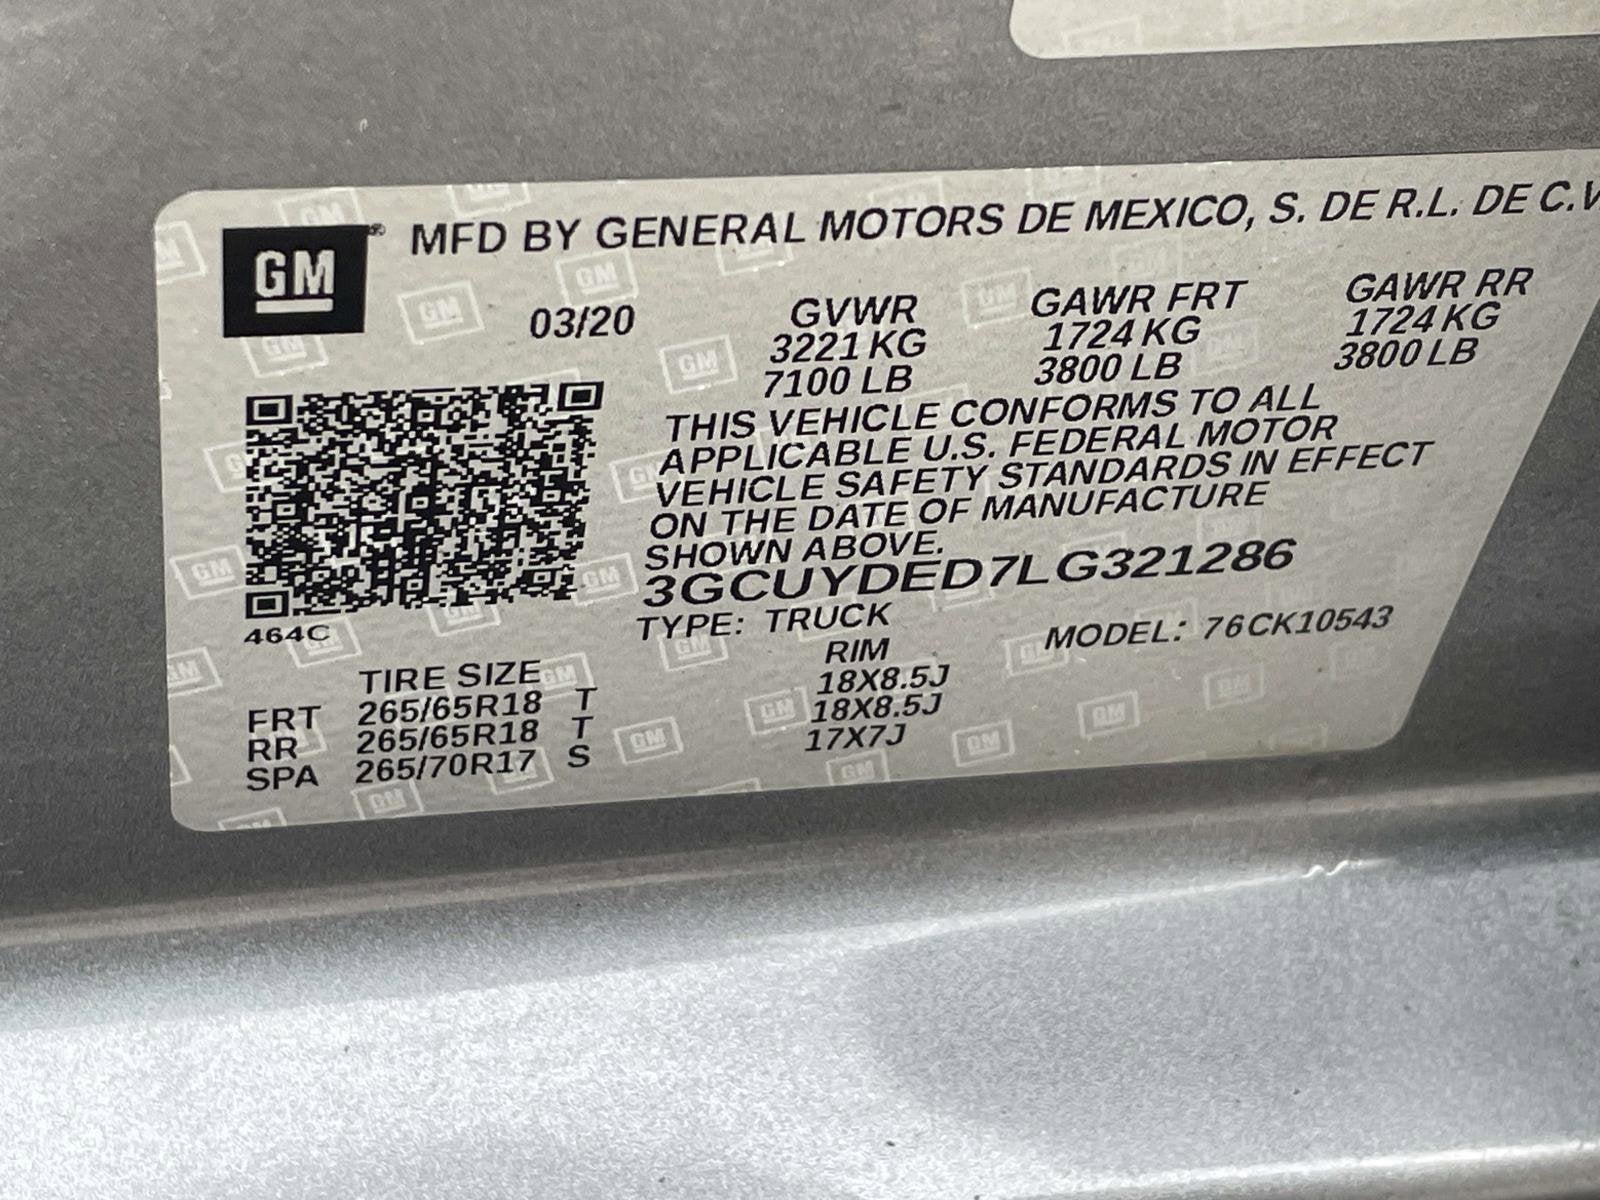 GM® MFD BY GENERAL MOTORS DE MEXICO, S. DE R.L. DE C.V
03/20 GVWR GAWR FRT GAWR RR
3221 KG 1724 KG 1724 KG
7100 LB 3800 LB 3800 LB
THIS VEHICLE CONFORMS TO ALL
APPLICABLE U.S. FEDERAL MOTOR
VEHICLE SAFETY STANDARDS IN EFFECT
ON THE DATE OF MANUFACTURE
SHOWN ABOVE.
3GCUYDED7LG321286
464C
TYPE: TRUCK MODEL: 76CK10543
TIRE SIZE RIM
FRT 265/65R18 T 18X8.5J
RR 265/65R18 T 18X8.5J
SPA 265/70R17 S 17X7J